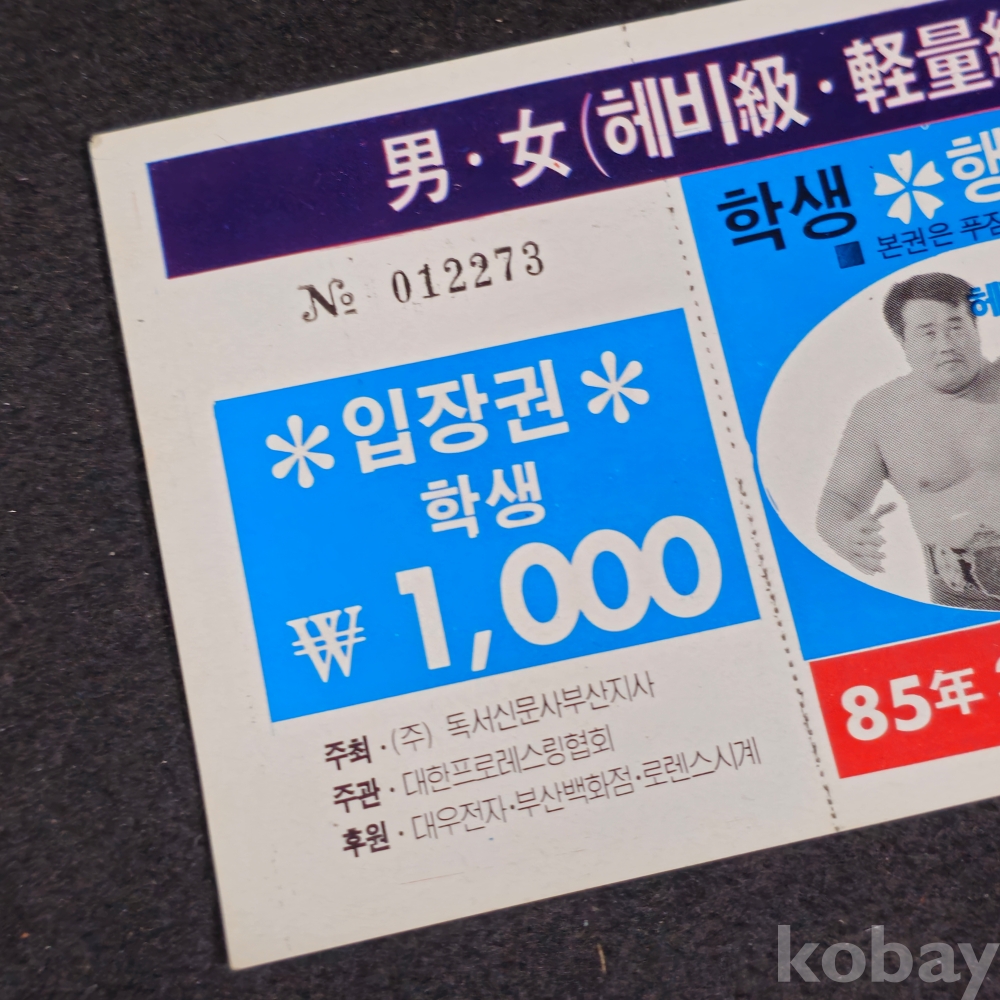 男·女(헤비級·軽量級
№ 012273
＊입장권＊
학생
₩ 1,000
주최·(주) 독서신문사부산지사
주관·대한프로레스링협회
후원·대우전자·부산백화점·로렌스시계
학생
■ 본권은
헤
85年
kobay